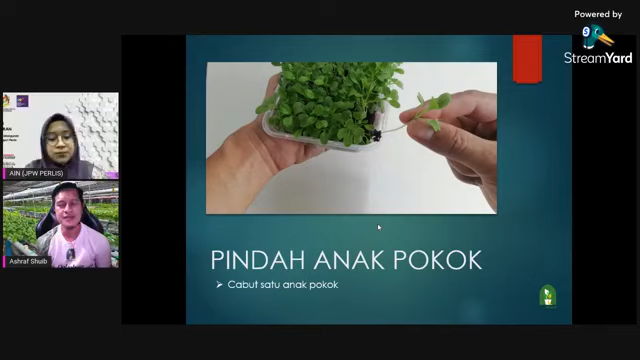 Powered by
StreamYard
AIN (JPW PERLIS)
Ashraf Shuib
PINDAH ANAK POKOK
Cabut satu anak pokok